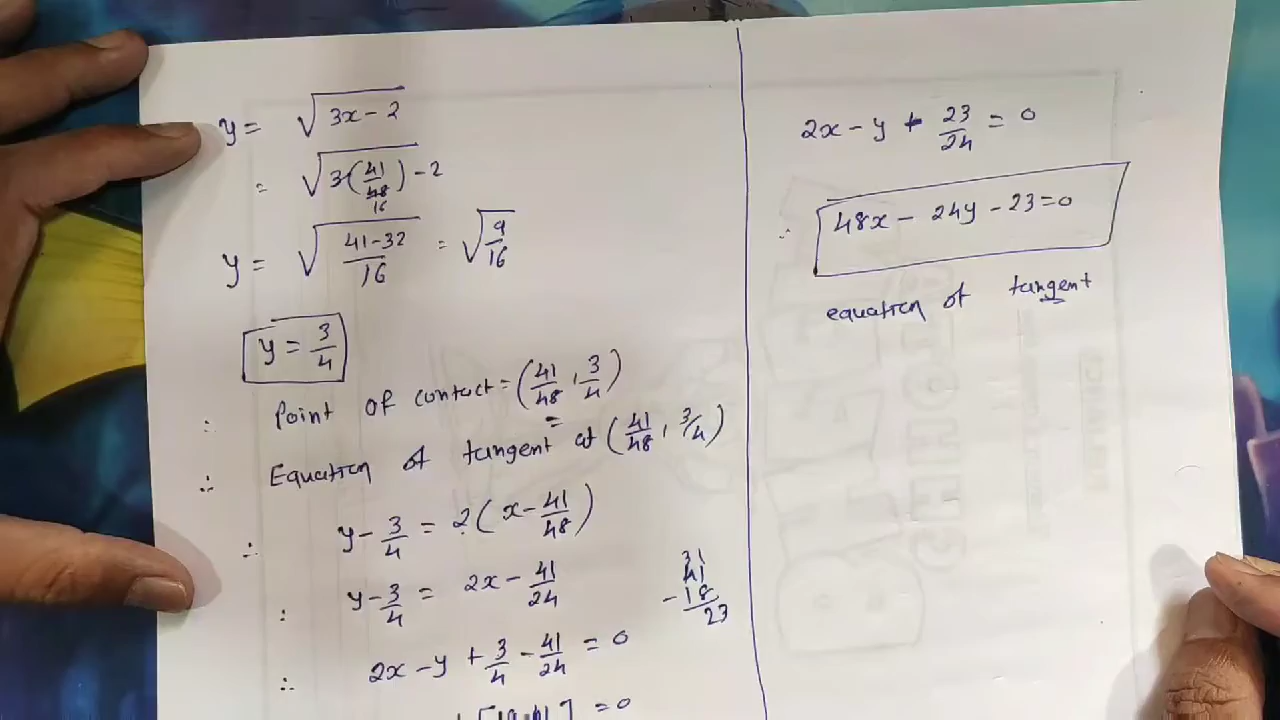 y = √(3x - 2)
= √(3(41/48) - 2)
16
y = √((41-32)/16) = √(9/16)
y = 3/4
∴ Point of contact = (41/48, 3/4)
∴ Equation of tangent at (41/48, 3/4)
∴ y - 3/4 = 2(x - 41/48)
: y - 3/4 = 2x - 41/24
31
41
- 18
23
∴ 2x - y + 3/4 - 41/24 = 0
= 0
2x - y + 23/24 = 0
∴ 48x - 24y - 23 = 0
equation of tangent